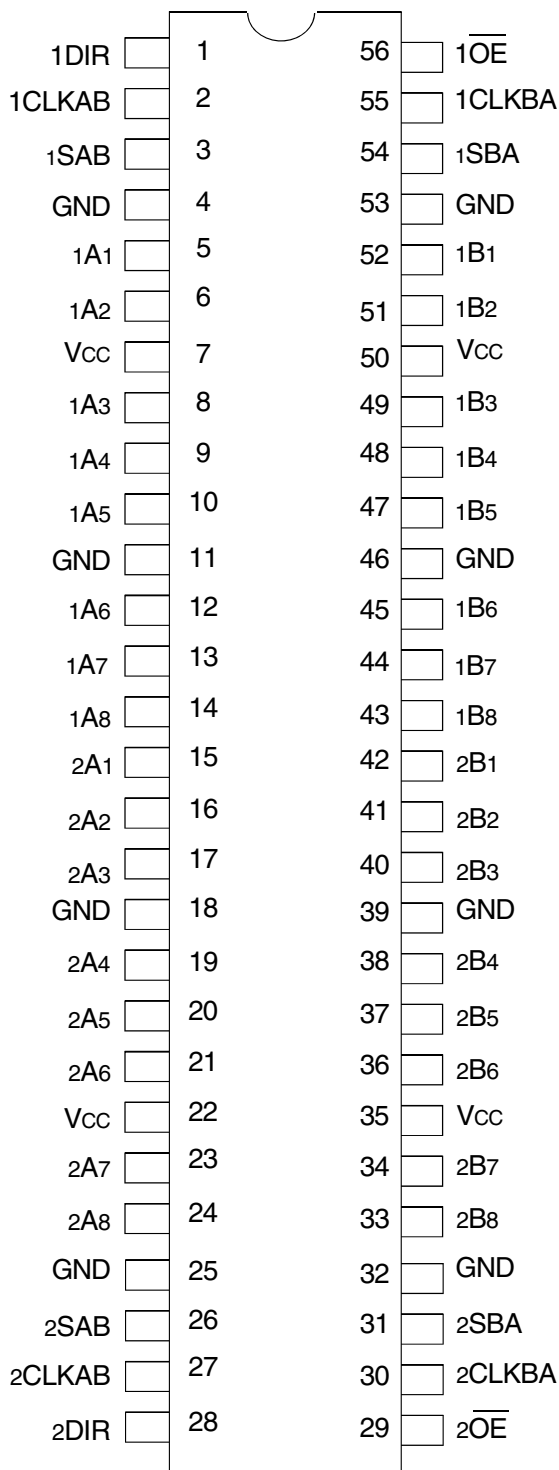 1DIR 1 56 1O̅E̅
1CLKAB 2 55 1CLKBA
1SAB 3 54 1SBA
GND 4 53 GND
1A1 5 52 1B1
1A2 6 51 1B2
VCC 7 50 VCC
1A3 8 49 1B3
1A4 9 48 1B4
1A5 10 47 1B5
GND 11 46 GND
1A6 12 45 1B6
1A7 13 44 1B7
1A8 14 43 1B8
2A1 15 42 2B1
2A2 16 41 2B2
2A3 17 40 2B3
GND 18 39 GND
2A4 19 38 2B4
2A5 20 37 2B5
2A6 21 36 2B6
VCC 22 35 VCC
2A7 23 34 2B7
2A8 24 33 2B8
GND 25 32 GND
2SAB 26 31 2SBA
2CLKAB 27 30 2CLKBA
2DIR 28 29 2O̅E̅